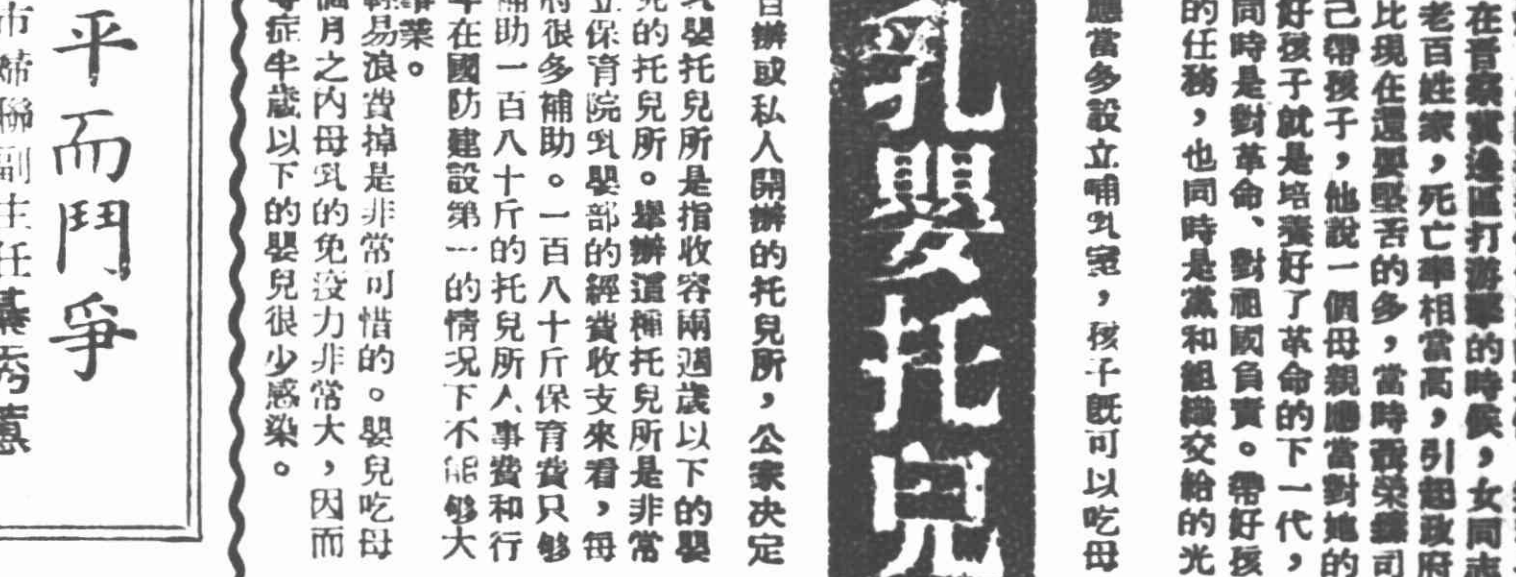 在晋察冀邊區打游擊的時候，女同志
老百姓家，死亡率相當高，引起政府
比現在還要堅苦的多，當時聶榮臻司
己帶孩子，他說一個母親應當對她的
好孩子就是培養好了革命的下一代，
同時是對革命、對祖國負責。帶好孩
的任務，也同時是黨和組織交給的光
應當多設立哺乳室，孩子既可以吃母
乳嬰托兒
自辦或私人開辦的托兒所，公家决定
乳嬰托兒所是指收容兩週歲以下的嬰
兒的托兒所。舉辦這種托兒所是非常
立保育院乳嬰部的經費收支來看，每
府很多補助。一百八十斤保育費只够
補助一百八十斤的托兒所人事費和行
年在國防建設第一的情况下不能够大
事業。
輕易浪費掉是非常可惜的。嬰兒吃母
個月之内母乳的免疫力非常大，因而
等症半歲以下的嬰兒很少感染。
平而鬥爭
市婦聯副主任